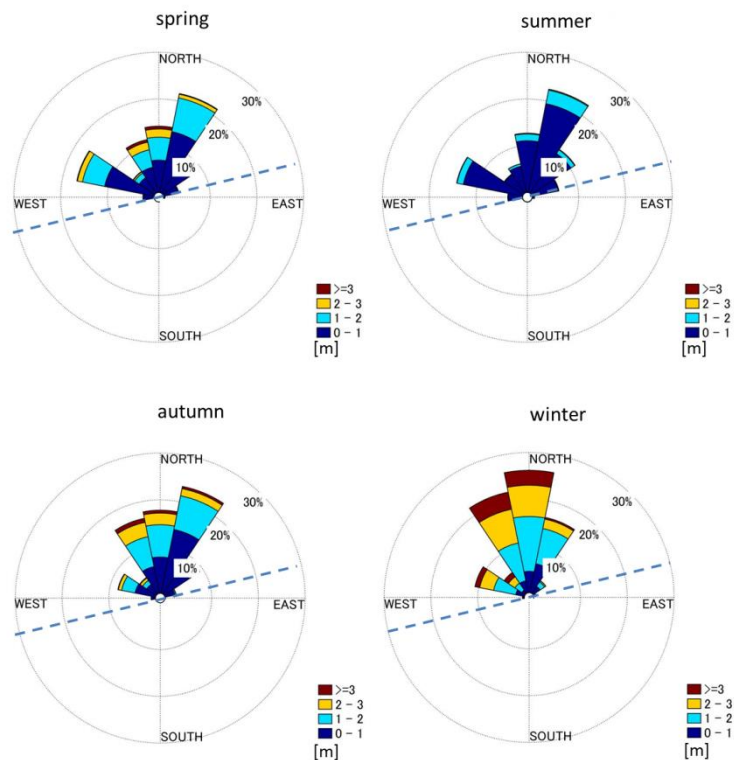 spring
summer
NORTH
NORTH
30%
30%
20%
20%
10%
10%
WEST
EAST
WEST
EAST
>=3
2 - 3
1 - 2
0 - 1
[m]
SOUTH
>=3
2 - 3
1 - 2
0 - 1
[m]
SOUTH
autumn
winter
NORTH
NORTH
30%
30%
20%
20%
10%
10%
WEST
EAST
WEST
EAST
>=3
2 - 3
1 - 2
0 - 1
[m]
SOUTH
>=3
2 - 3
1 - 2
0 - 1
[m]
SOUTH